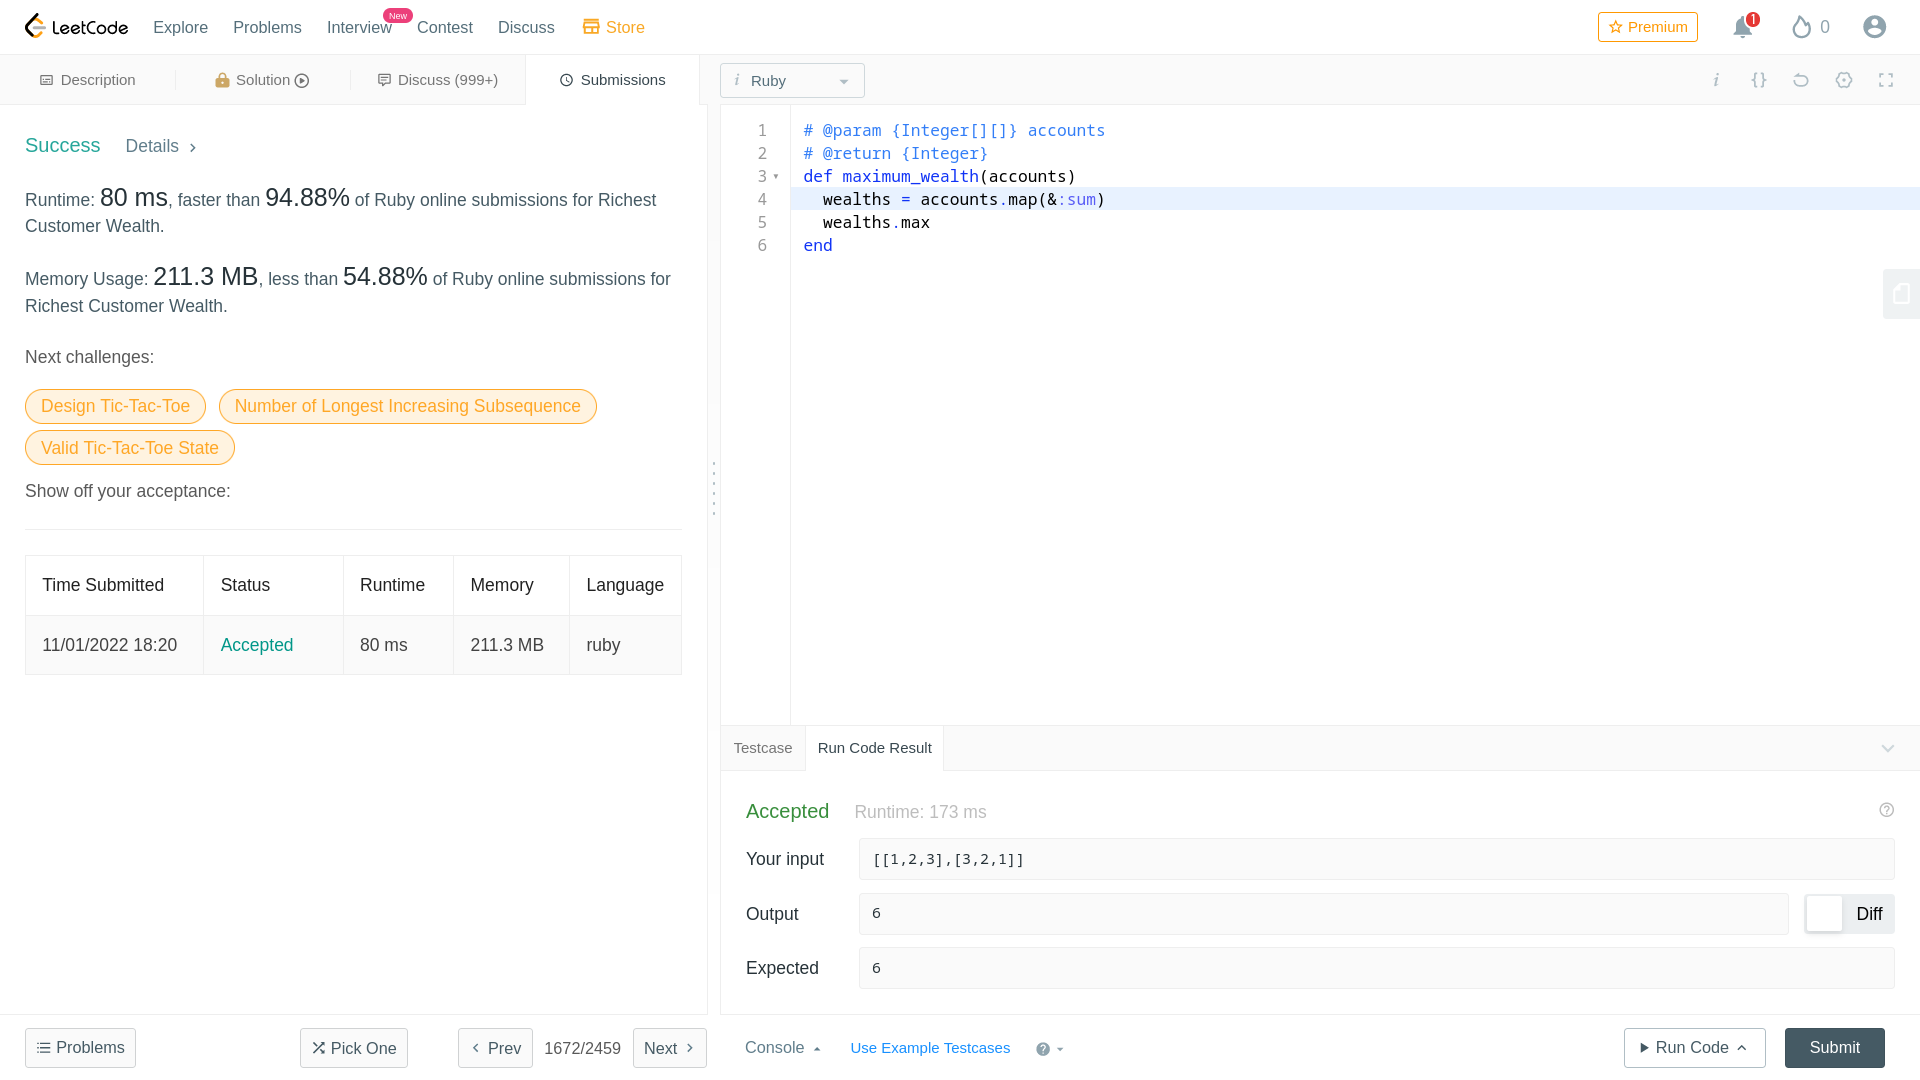 LeetCode Explore Problems Interview New Contest Discuss Store Premium 1 0
Description Solution Discuss (999+) Submissions i Ruby i {}
Success Details
Runtime: 80 ms, faster than 94.88% of Ruby online submissions for Richest
Customer Wealth.
Memory Usage: 211.3 MB, less than 54.88% of Ruby online submissions for
Richest Customer Wealth.
Next challenges:
Design Tic-Tac-Toe Number of Longest Increasing Subsequence
Valid Tic-Tac-Toe State
Show off your acceptance:
Time Submitted Status Runtime Memory Language
11/01/2022 18:20 Accepted 80 ms 211.3 MB ruby
1 # @param {Integer[][]} accounts
2 # @return {Integer}
3 def maximum_wealth(accounts)
4 wealths = accounts.map(&:sum)
5 wealths.max
6 end
Testcase Run Code Result
Accepted Runtime: 173 ms
Your input [[1,2,3],[3,2,1]]
Output 6 Diff
Expected 6
Problems Pick One Prev 1672/2459 Next Console Use Example Testcases Run Code Submit